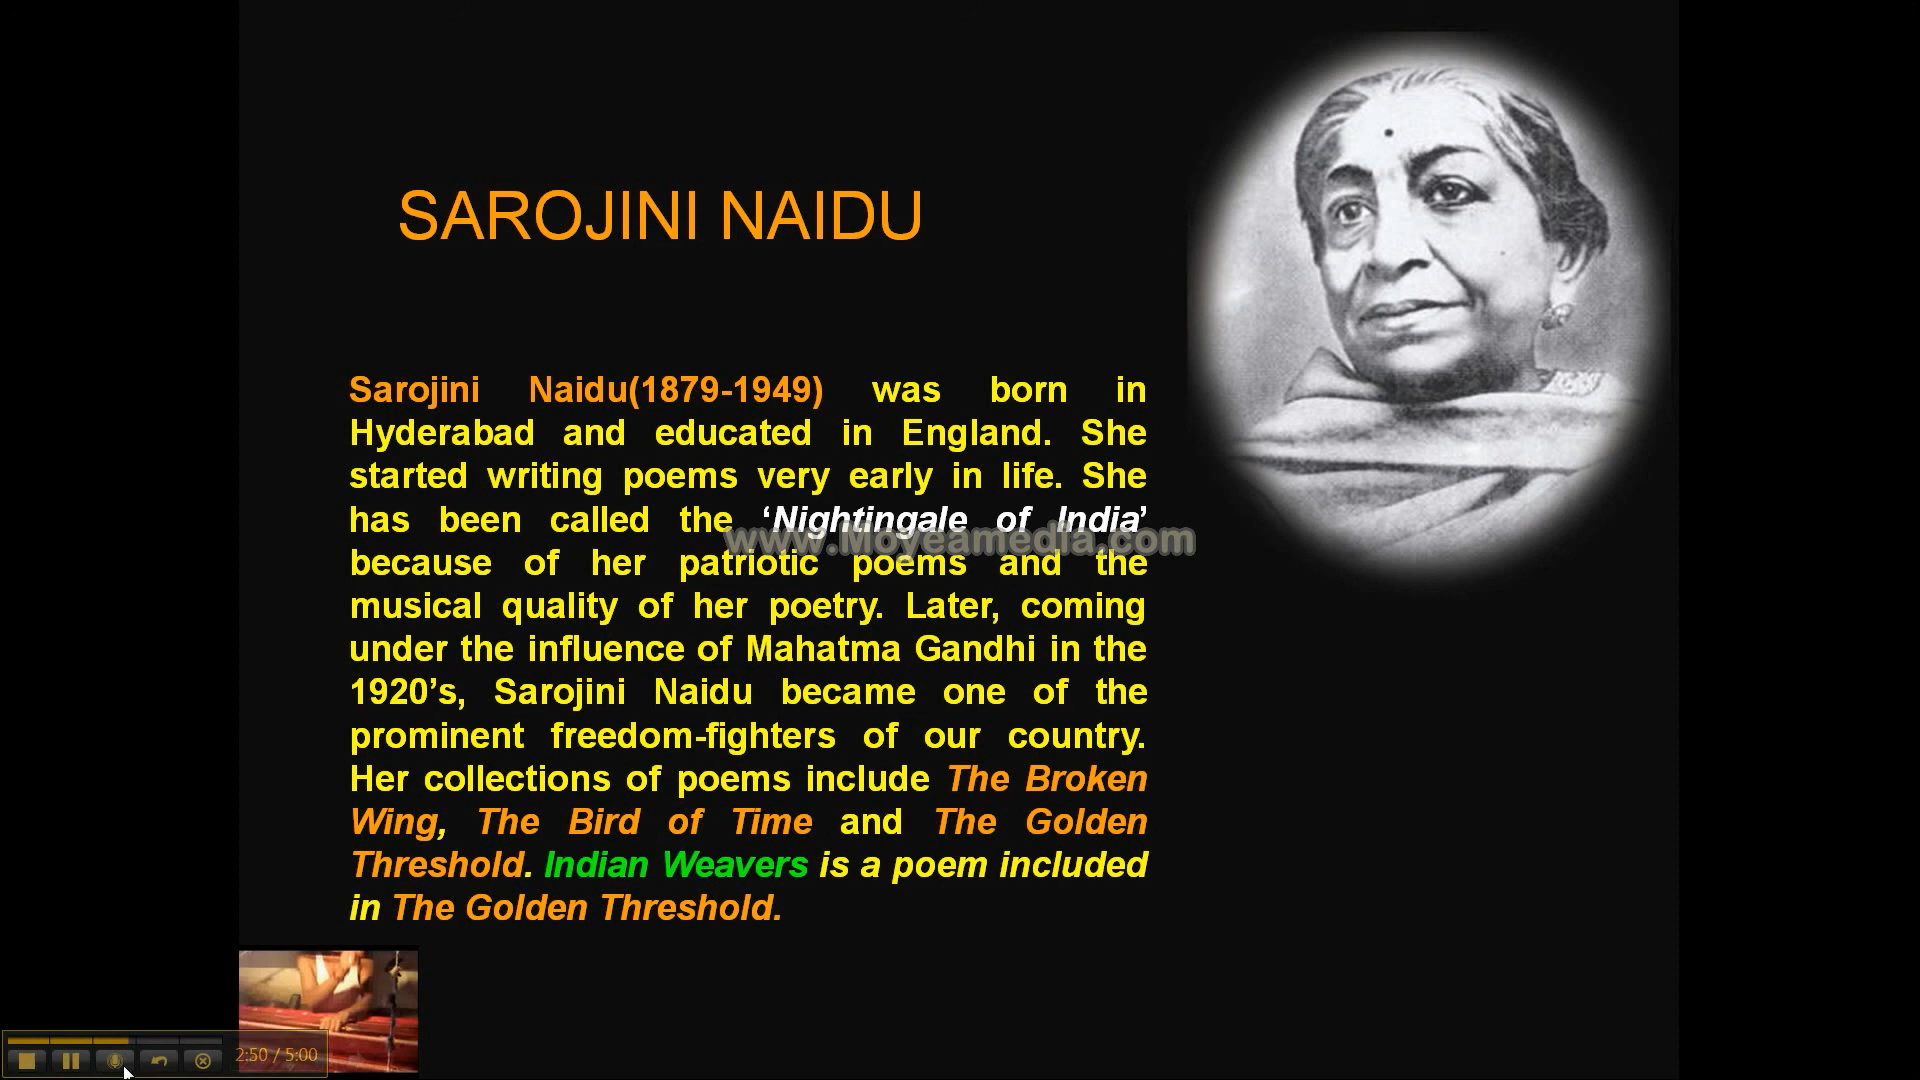 SAROJINI NAIDU
Sarojini Naidu(1879-1949) was born in
Hyderabad and educated in England. She
started writing poems very early in life. She
has been called the ‘Nightingale of India’
www.Moyeamedia.com
because of her patriotic poems and the
musical quality of her poetry. Later, coming
under the influence of Mahatma Gandhi in the
1920’s, Sarojini Naidu became one of the
prominent freedom-fighters of our country.
Her collections of poems include The Broken
Wing, The Bird of Time and The Golden
Threshold. Indian Weavers is a poem included
in The Golden Threshold.
2:50 / 5:00